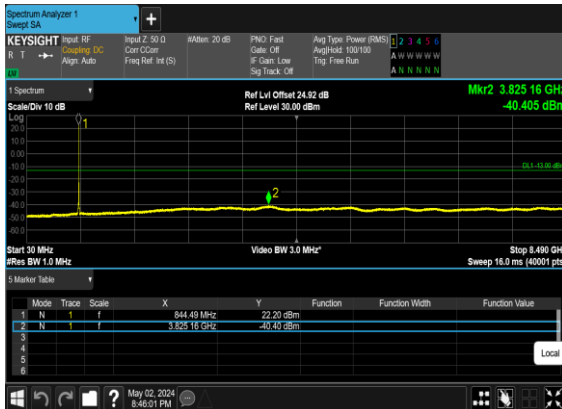 Spectrum Analyzer 1
Swept SA
KEYSIGHT Input: RF Input Z: 50 Ω #Atten: 20 dB PNO: Fast Avg Type: Power (RMS) 1 2 3 4 5 6
R T Coupling: DC Corr CCorr Gate: Off Avg|Hold: 100/100 A W W W W W
Align: Auto Freq Ref: Int (S) IF Gain: Low Trig: Free Run
Sig Track: Off A N N N N N
1 Spectrum Ref Lvl Offset 24.92 dB Mkr2 3.825 16 GHz
Scale/Div 10 dB Ref Level 30.00 dBm -40.405 dBm
Log
1
20.0
10.0
0.00
-10.0
DL1 -13.00 dBm
-20.0
-30.0
2
-40.0
-50.0
-60.0
Start 30 MHz Video BW 3.0 MHz* Stop 8.490 GH
#Res BW 1.0 MHz Sweep 16.0 ms (40001 pts
5 Marker Table
Mode Trace Scale X Y Function Function Width Function Value
1 N 1 f 844.49 MHz 22.20 dBm
2 N 1 f 3.825 16 GHz -40.40 dBm
3
4
5
6
Local
? May 02, 2024
8:46:01 PM